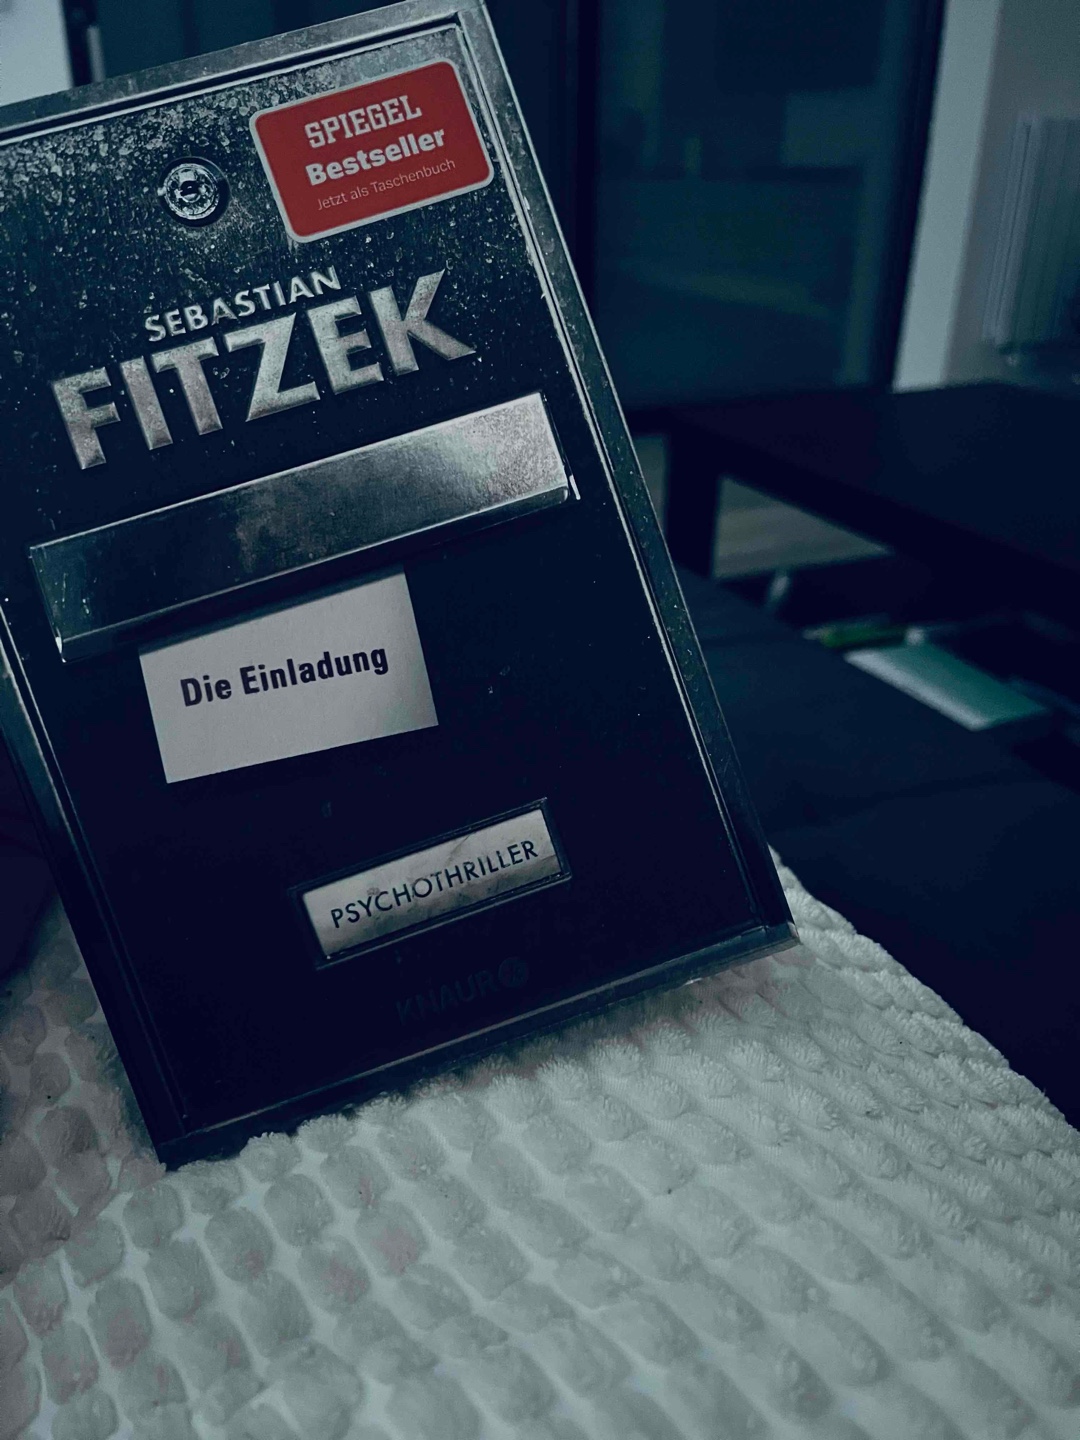 SPIEGEL
Bestseller
Jetzt als Taschenbuch
SEBASTIAN
FITZEK
Die Einladung
PSYCHOTHRILLER
KNAUR